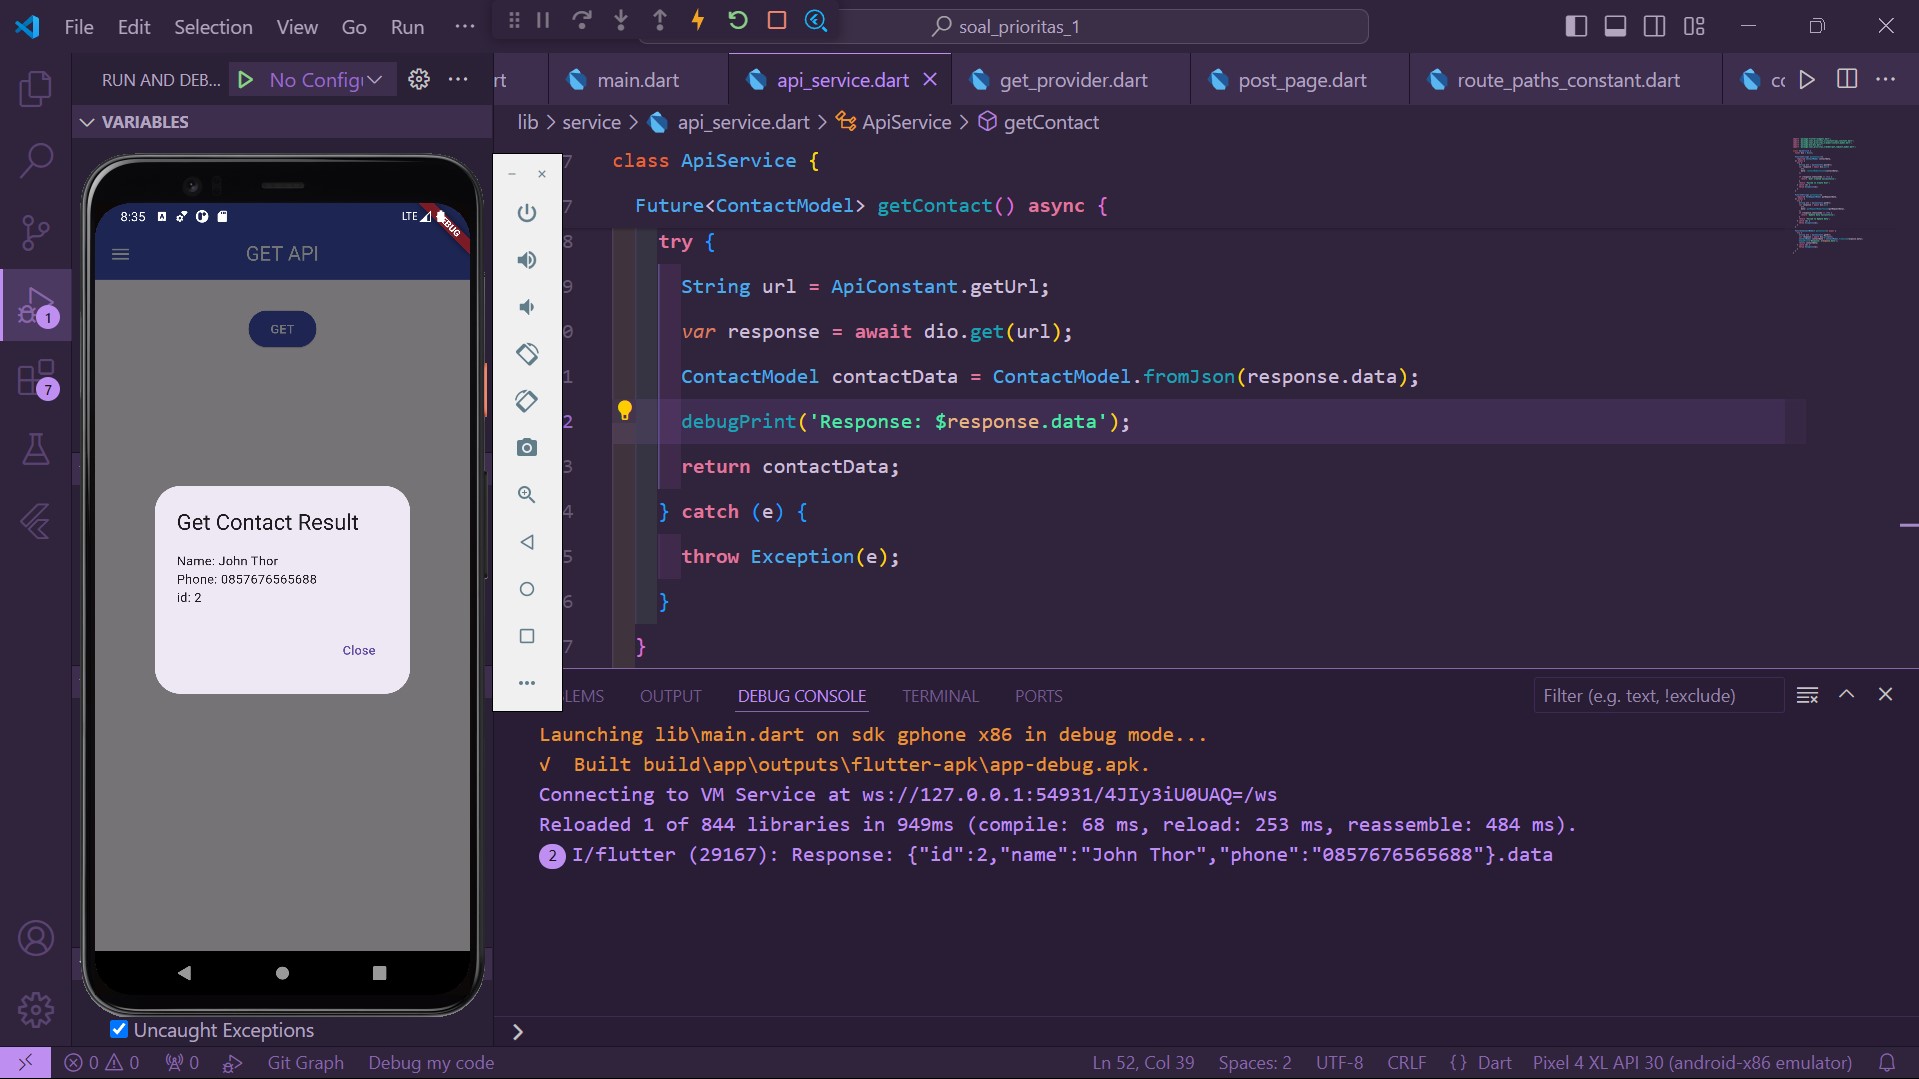 File Edit Selection View Go Run ···
soal_prioritas_1
RUN AND DEB... No Config
rt main.dart api_service.dart get_provider.dart post_page.dart route_paths_constant.dart
VARIABLES
lib > service > api_service.dart > ApiService > getContact
7 class ApiService {
7 Future<ContactModel> getContact() async {
8 try {
9 String url = ApiConstant.getUrl;
0 var response = await dio.get(url);
1 ContactModel contactData = ContactModel.fromJson(response.data);
2 debugPrint('Response: $response.data');
3 return contactData;
4 } catch (e) {
5 throw Exception(e);
6 }
7 }
1
7
8:35 LTE
DEBUG
GET API
GET
Get Contact Result
Name: John Thor
Phone: 0857676565688
id: 2
Close
LEMS OUTPUT DEBUG CONSOLE TERMINAL PORTS Filter (e.g. text, !exclude)
Launching lib\main.dart on sdk gphone x86 in debug mode...
√ Built build\app\outputs\flutter-apk\app-debug.apk.
Connecting to VM Service at ws://127.0.0.1:54931/4JIy3iU0UAQ=/ws
Reloaded 1 of 844 libraries in 949ms (compile: 68 ms, reload: 253 ms, reassemble: 484 ms).
2 I/flutter (29167): Response: {"id":2,"name":"John Thor","phone":"0857676565688"}.data
Uncaught Exceptions
0 0 0 Git Graph Debug my code Ln 52, Col 39 Spaces: 2 UTF-8 CRLF {} Dart Pixel 4 XL API 30 (android-x86 emulator)